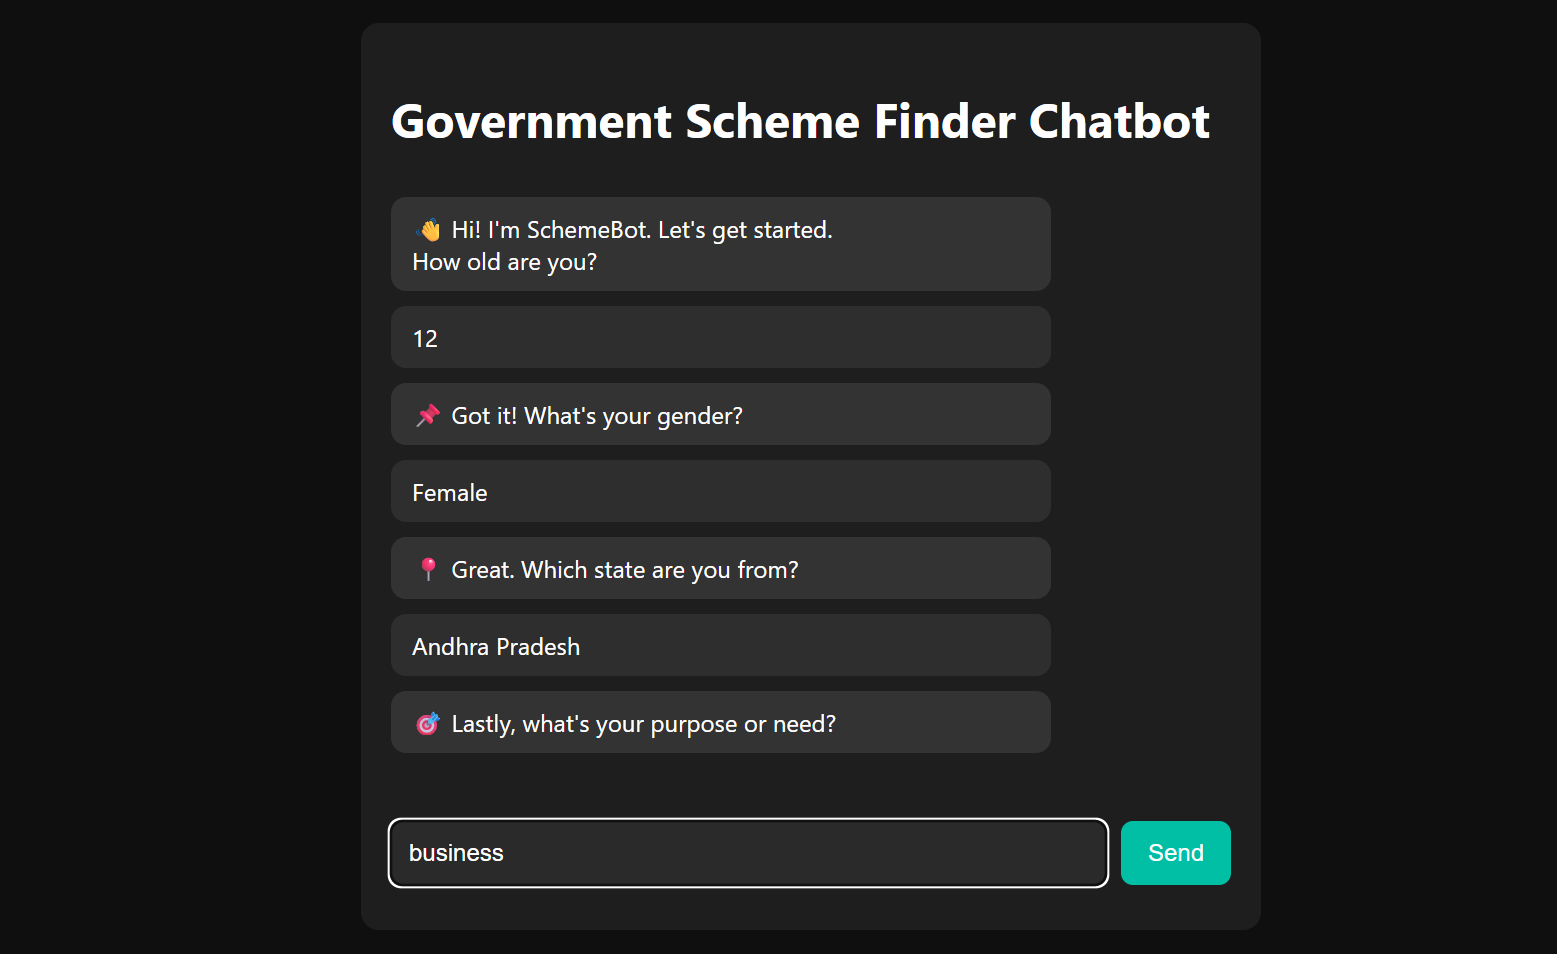 Government Scheme Finder Chatbot
👋 Hi! I'm SchemeBot. Let's get started.
How old are you?
12
📌 Got it! What's your gender?
Female
📍 Great. Which state are you from?
Andhra Pradesh
🎯 Lastly, what's your purpose or need?
business
Send